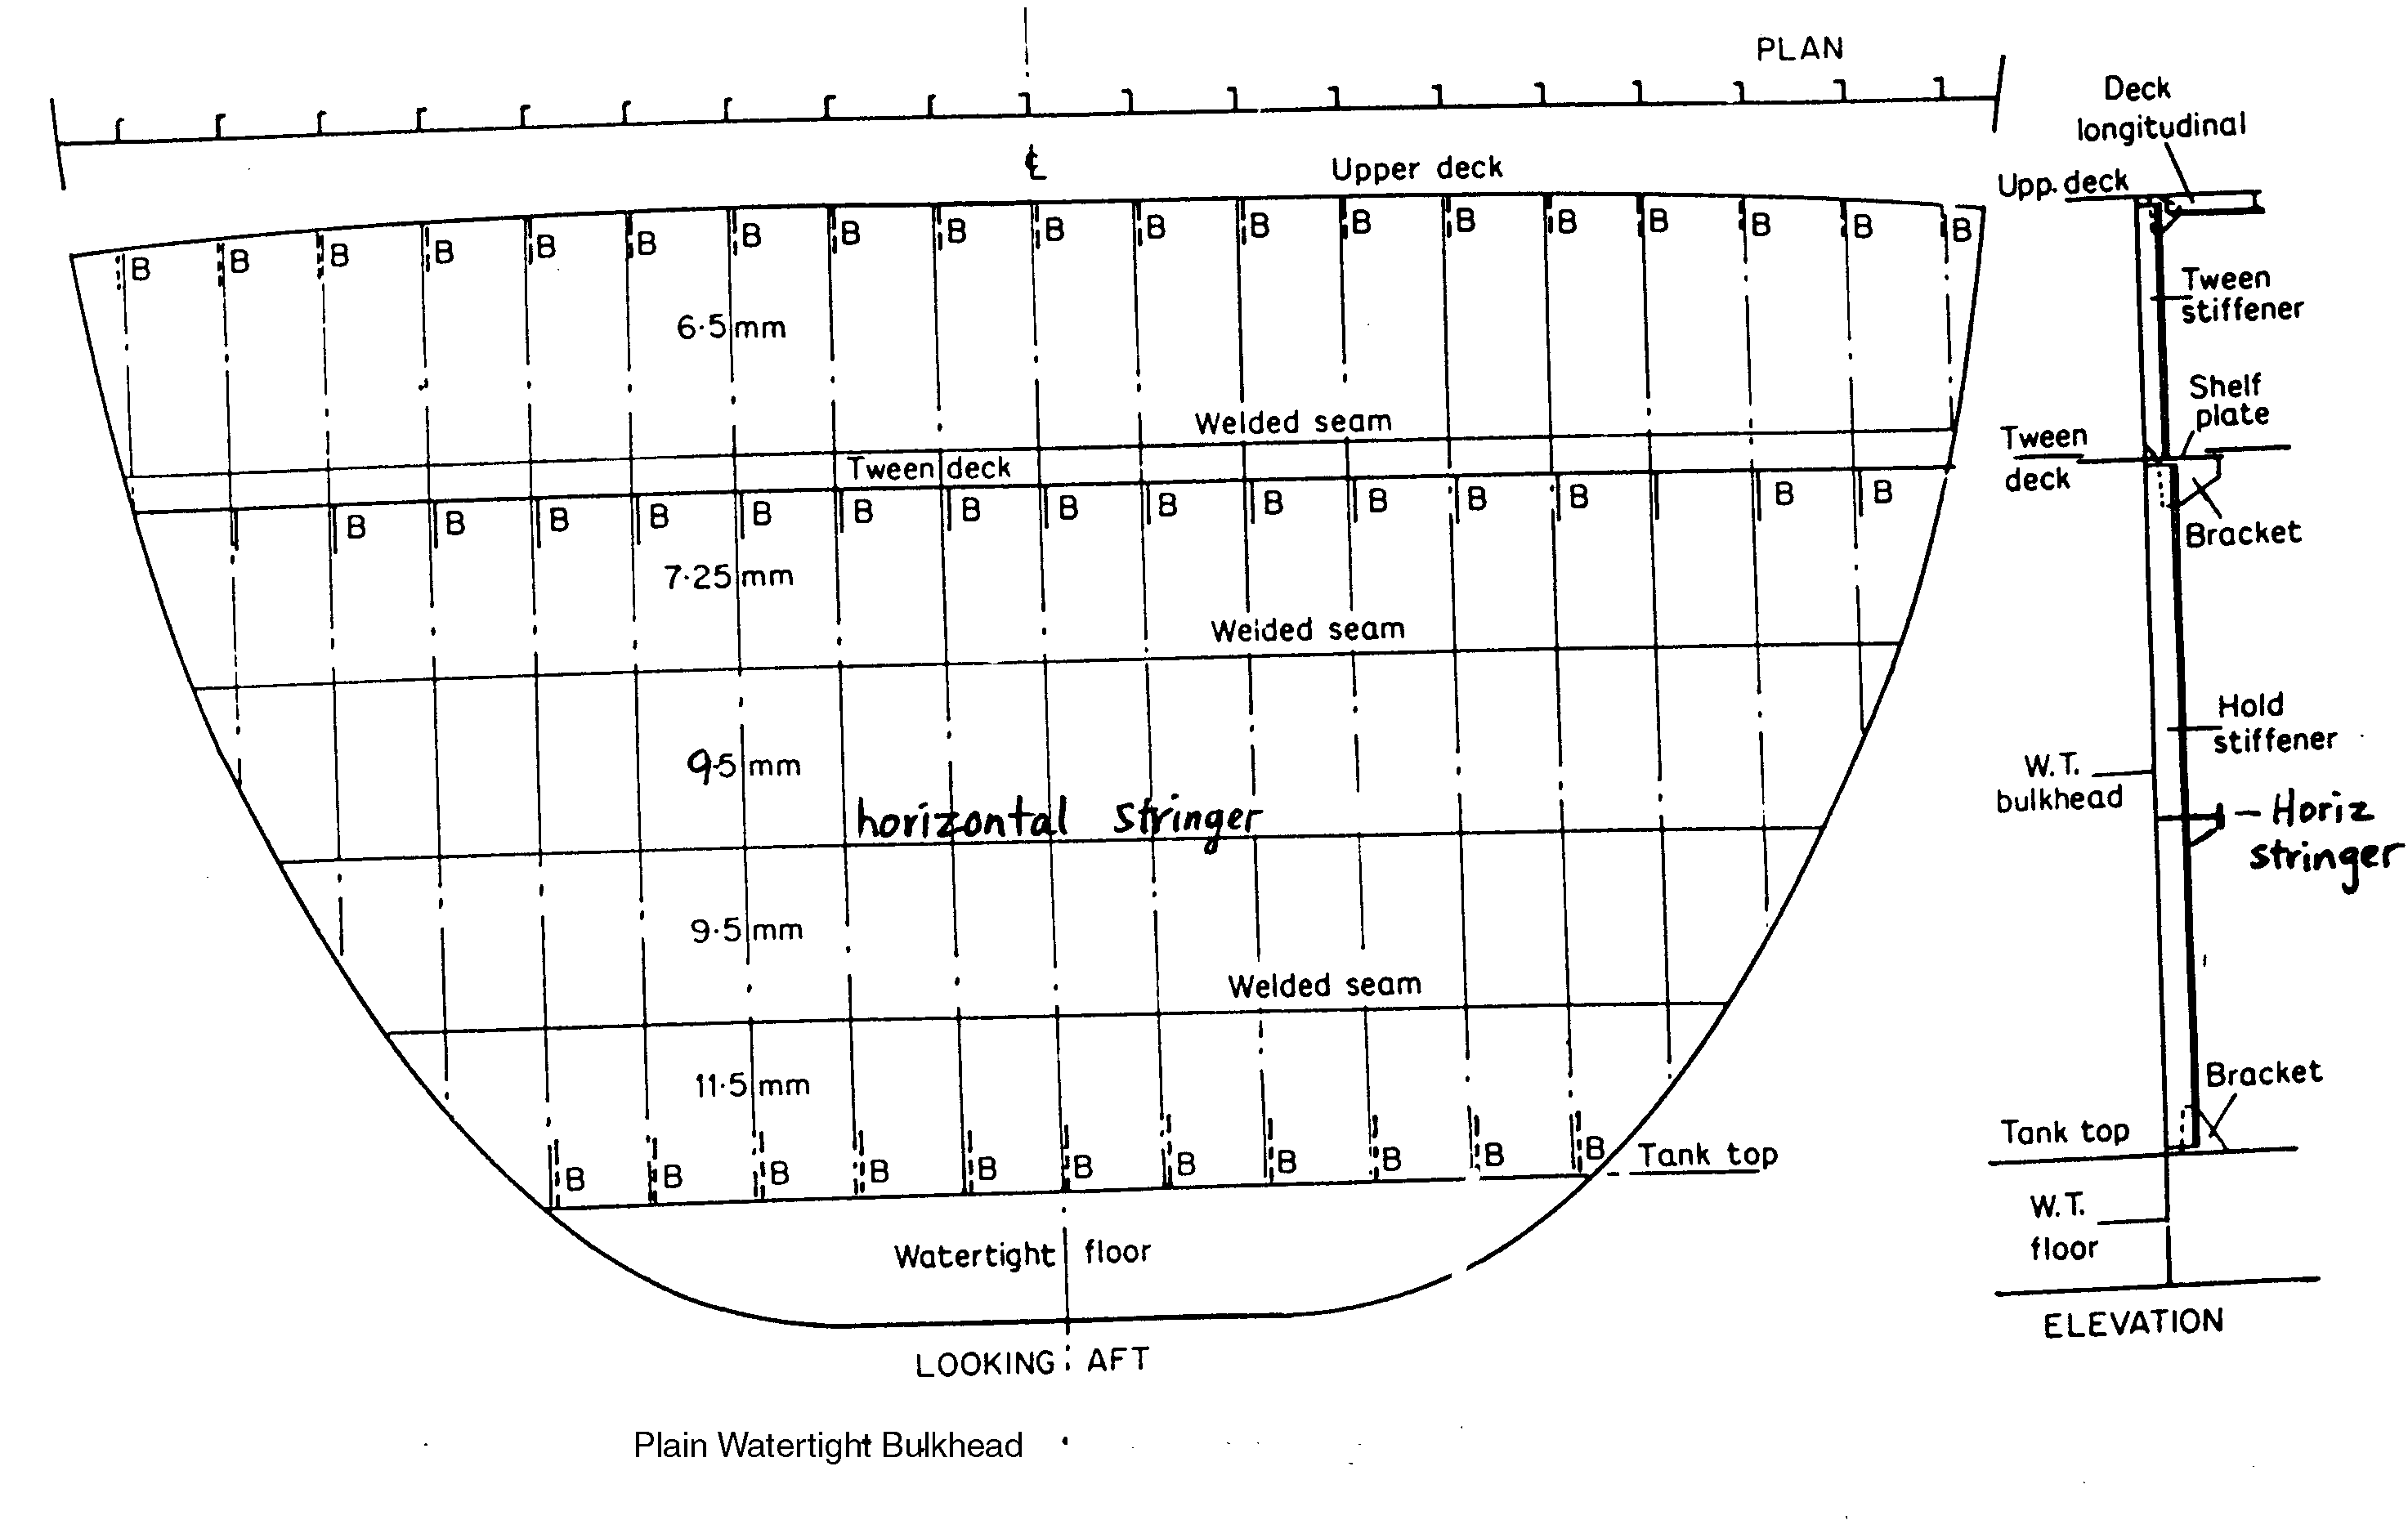 PLAN
Deck
longitudinal
℄
Upper deck
Upp. deck
B B B B B B B B B B B B B B B B B B B
Tween
stiffener
6·5 mm
Shelf
plate
Welded seam
Tween deck
Tween
deck
B B B B B B B B B B B B B B B
Bracket
7·25 mm
Welded seam
Hold
stiffener
9·5 mm
W.T.
bulkhead
horizontal stringer
– Horiz
stringer
9·5 mm
Welded seam
11·5 mm
Bracket
B B B B B B B B B B B
Tank top
Tank top
W.T.
floor
Watertight floor
ELEVATION
LOOKING AFT
Plain Watertight Bulkhead